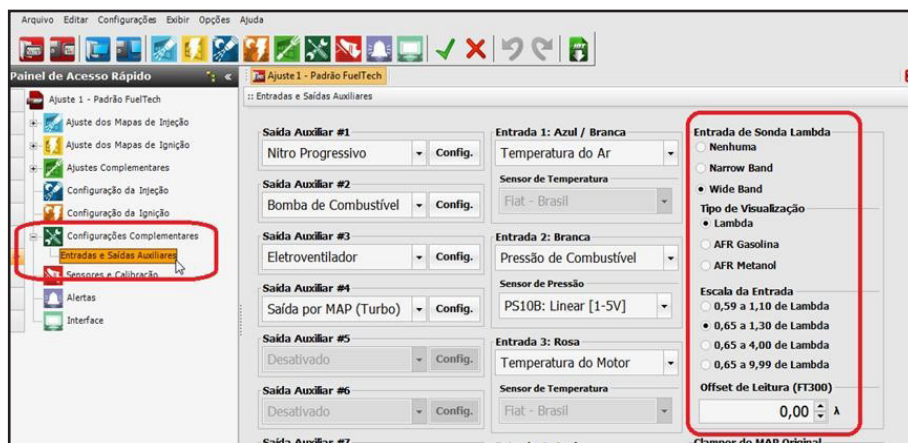 Arquivo Editar Configurações Exibir Opções Ajuda
Painel de Acesso Rápido
Ajuste 1 - Padrão FuelTech
Ajuste dos Mapas de Injeção
Ajuste dos Mapas de Ignição
Ajustes Complementares
Configuração da Injeção
Configuração da Ignição
Configurações Complementares
Entradas e Saídas Auxiliares
Sensores e Calibração
Alertas
Interface
Ajuste 1 - Padrão FuelTech
:: Entradas e Saídas Auxiliares
Saída Auxiliar #1
Nitro Progressivo Config.
Saída Auxiliar #2
Bomba de Combustível Config.
Saída Auxiliar #3
Eletroventilador Config.
Saída Auxiliar #4
Saída por MAP (Turbo) Config.
Saída Auxiliar #5
Desativado Config.
Saída Auxiliar #6
Desativado Config.
Saída Auxiliar #7
Entrada 1: Azul / Branca
Temperatura do Ar
Sensor de Temperatura
Fiat - Brasil
Entrada 2: Branca
Pressão de Combustível
Sensor de Pressão
PS10B: Linear [1-5V]
Entrada 3: Rosa
Temperatura do Motor
Sensor de Temperatura
Fiat - Brasil
Entrada de Sonda Lambda
Nenhuma
Narrow Band
Wide Band
Tipo de Visualização
Lambda
AFR Gasolina
AFR Metanol
Escala da Entrada
0,59 a 1,10 de Lambda
0,65 a 1,30 de Lambda
0,65 a 4,00 de Lambda
0,65 a 9,99 de Lambda
Offset de Leitura (FT300)
0,00 λ
Clamper do MAP Original